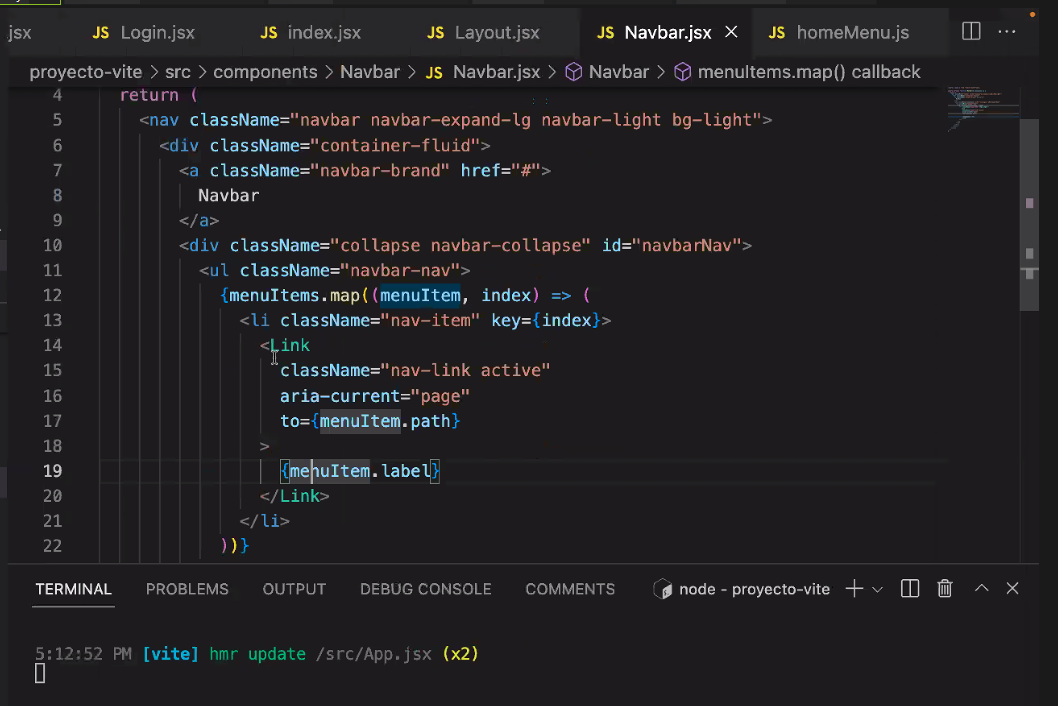 .jsx JS Login.jsx JS index.jsx JS Layout.jsx JS Navbar.jsx JS homeMenu.js
proyecto-vite > src > components > Navbar > JS Navbar.jsx > Navbar > menuItems.map() callback
4 return (
5 <nav className="navbar navbar-expand-lg navbar-light bg-light">
6 <div className="container-fluid">
7 <a className="navbar-brand" href="#">
8 Navbar
9 </a>
10 <div className="collapse navbar-collapse" id="navbarNav">
11 <ul className="navbar-nav">
12 {menuItems.map((menuItem, index) => (
13 <li className="nav-item" key={index}>
14 <Link
15 className="nav-link active"
16 aria-current="page"
17 to={menuItem.path}
18 >
19 {menuItem.label}
20 </Link>
21 </li>
22 ))}
TERMINAL PROBLEMS OUTPUT DEBUG CONSOLE COMMENTS node - proyecto-vite
5:12:52 PM [vite] hmr update /src/App.jsx (x2)